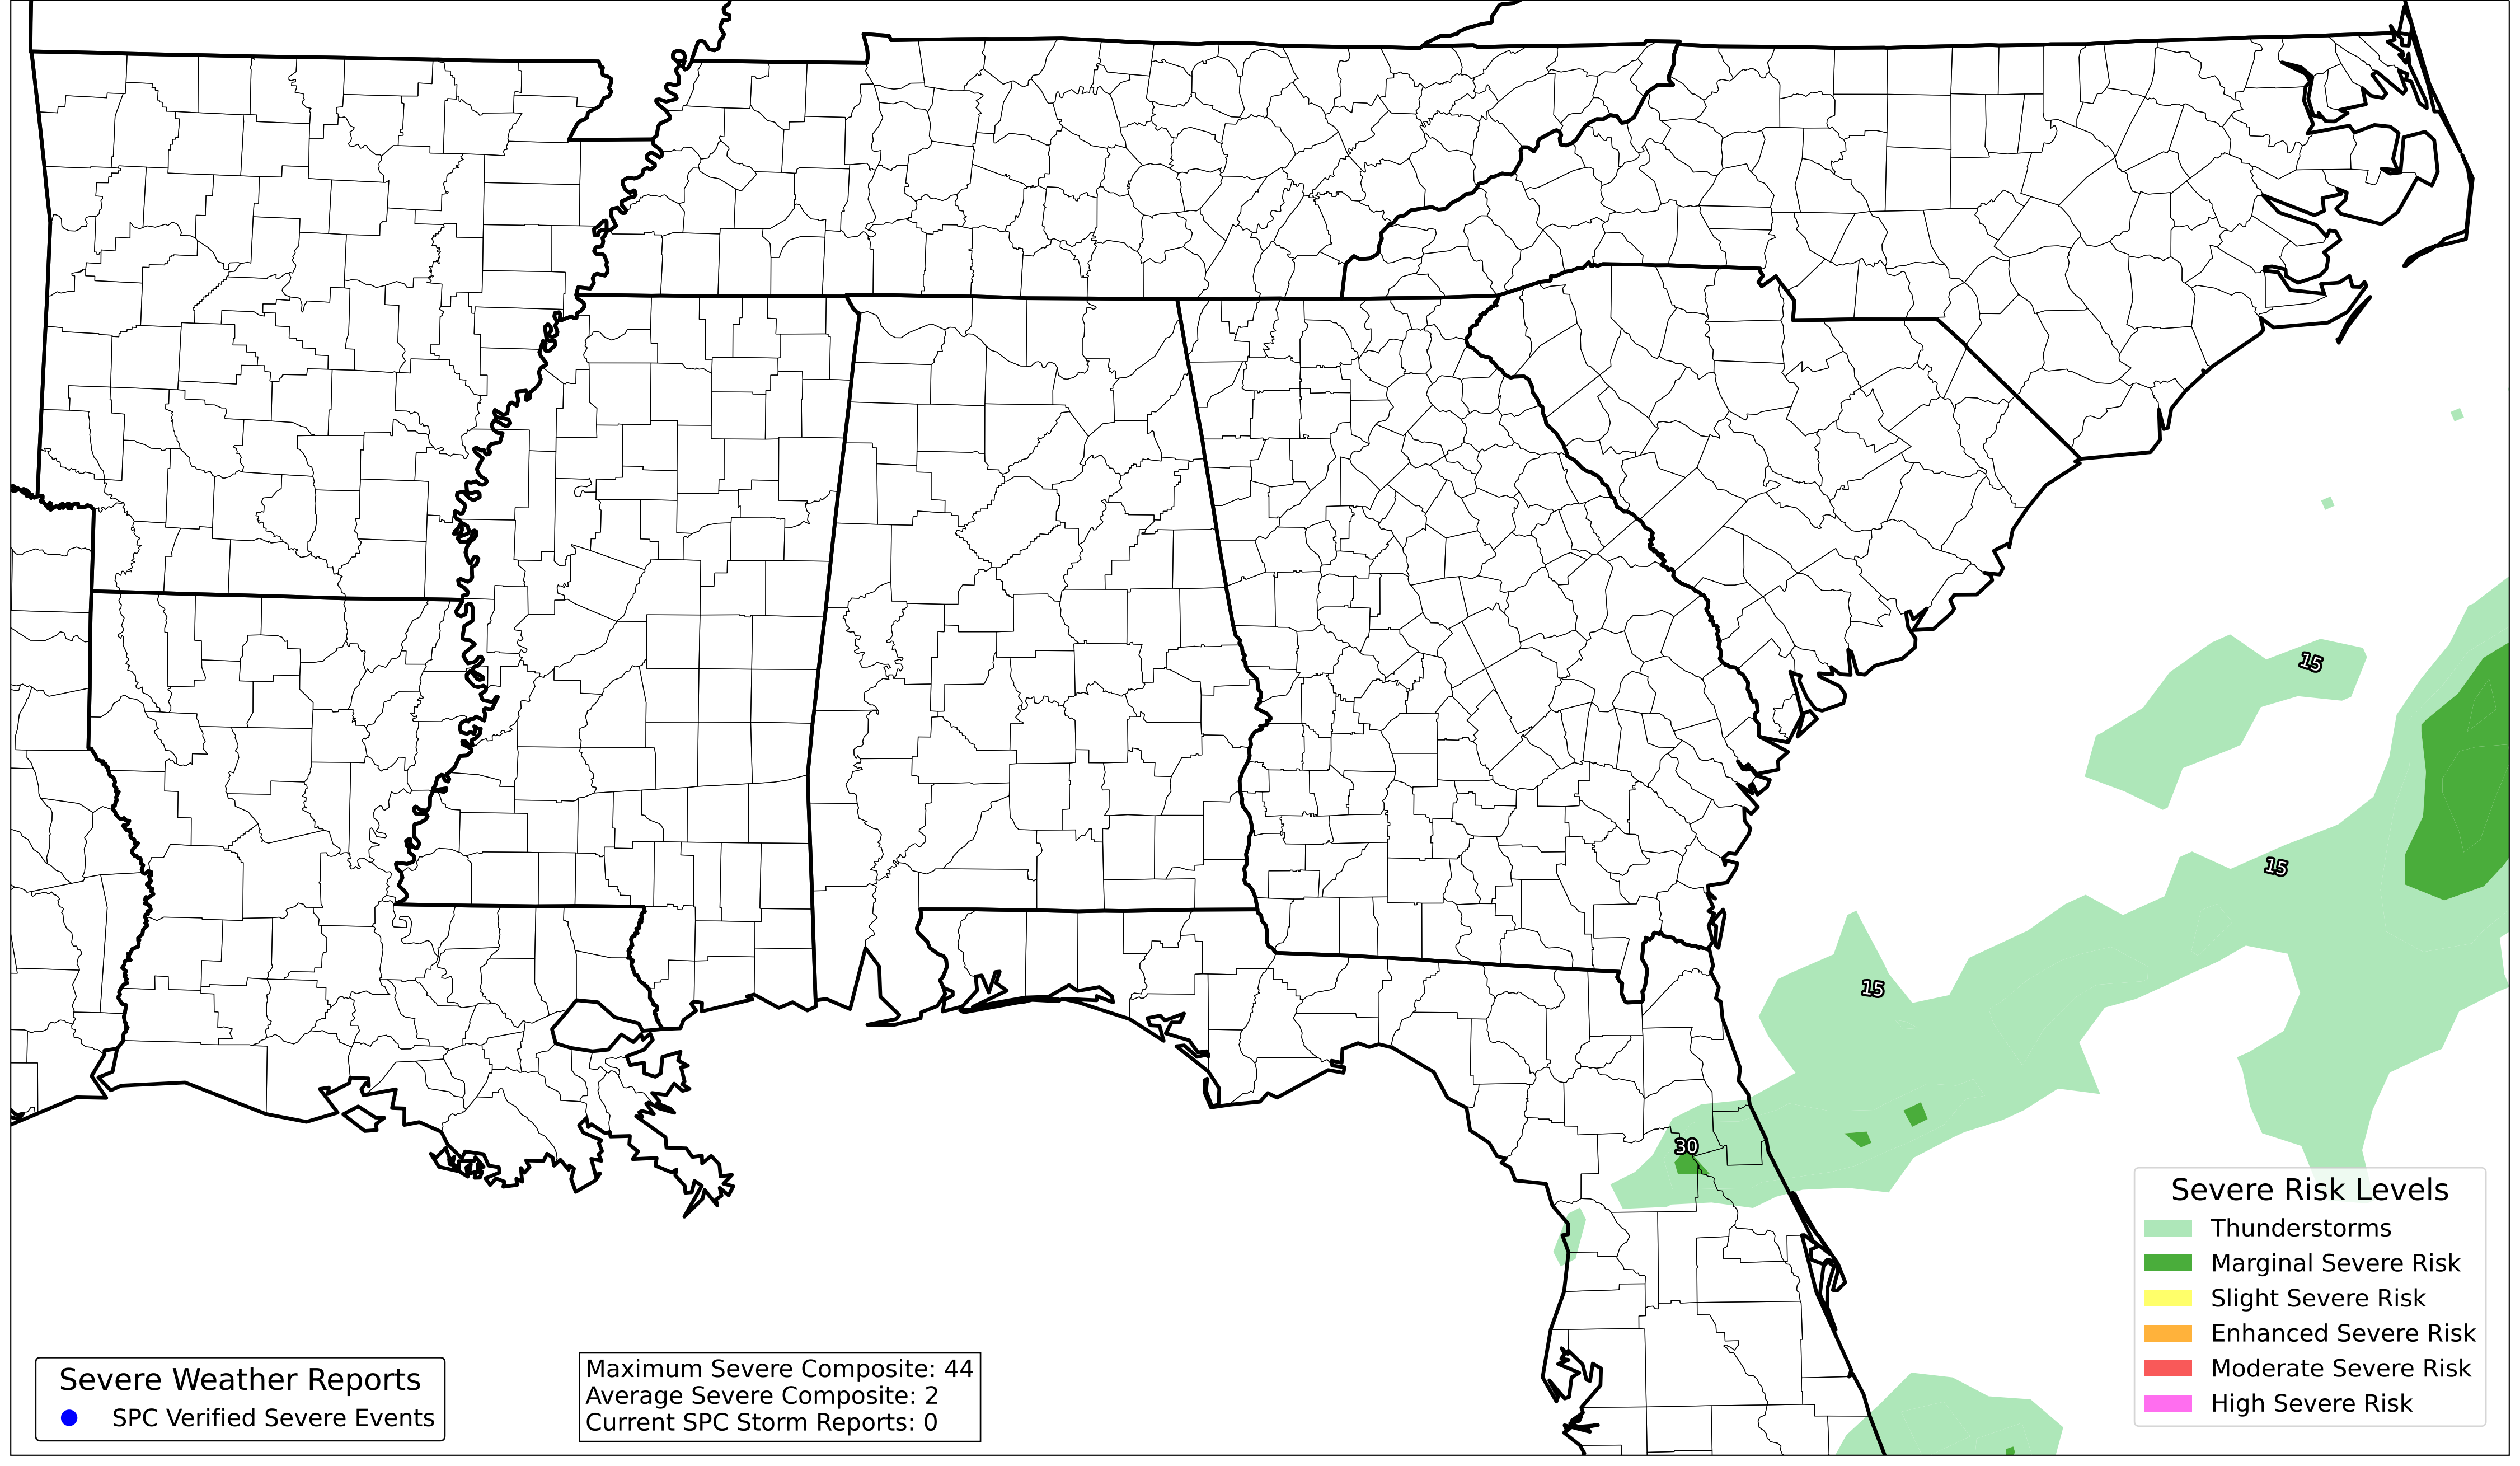 15
15
15
30
Severe Risk Levels
Thunderstorms
Marginal Severe Risk
Slight Severe Risk
Enhanced Severe Risk
Moderate Severe Risk
High Severe Risk
Severe Weather Reports
SPC Verified Severe Events
Maximum Severe Composite: 44
Average Severe Composite: 2
Current SPC Storm Reports: 0